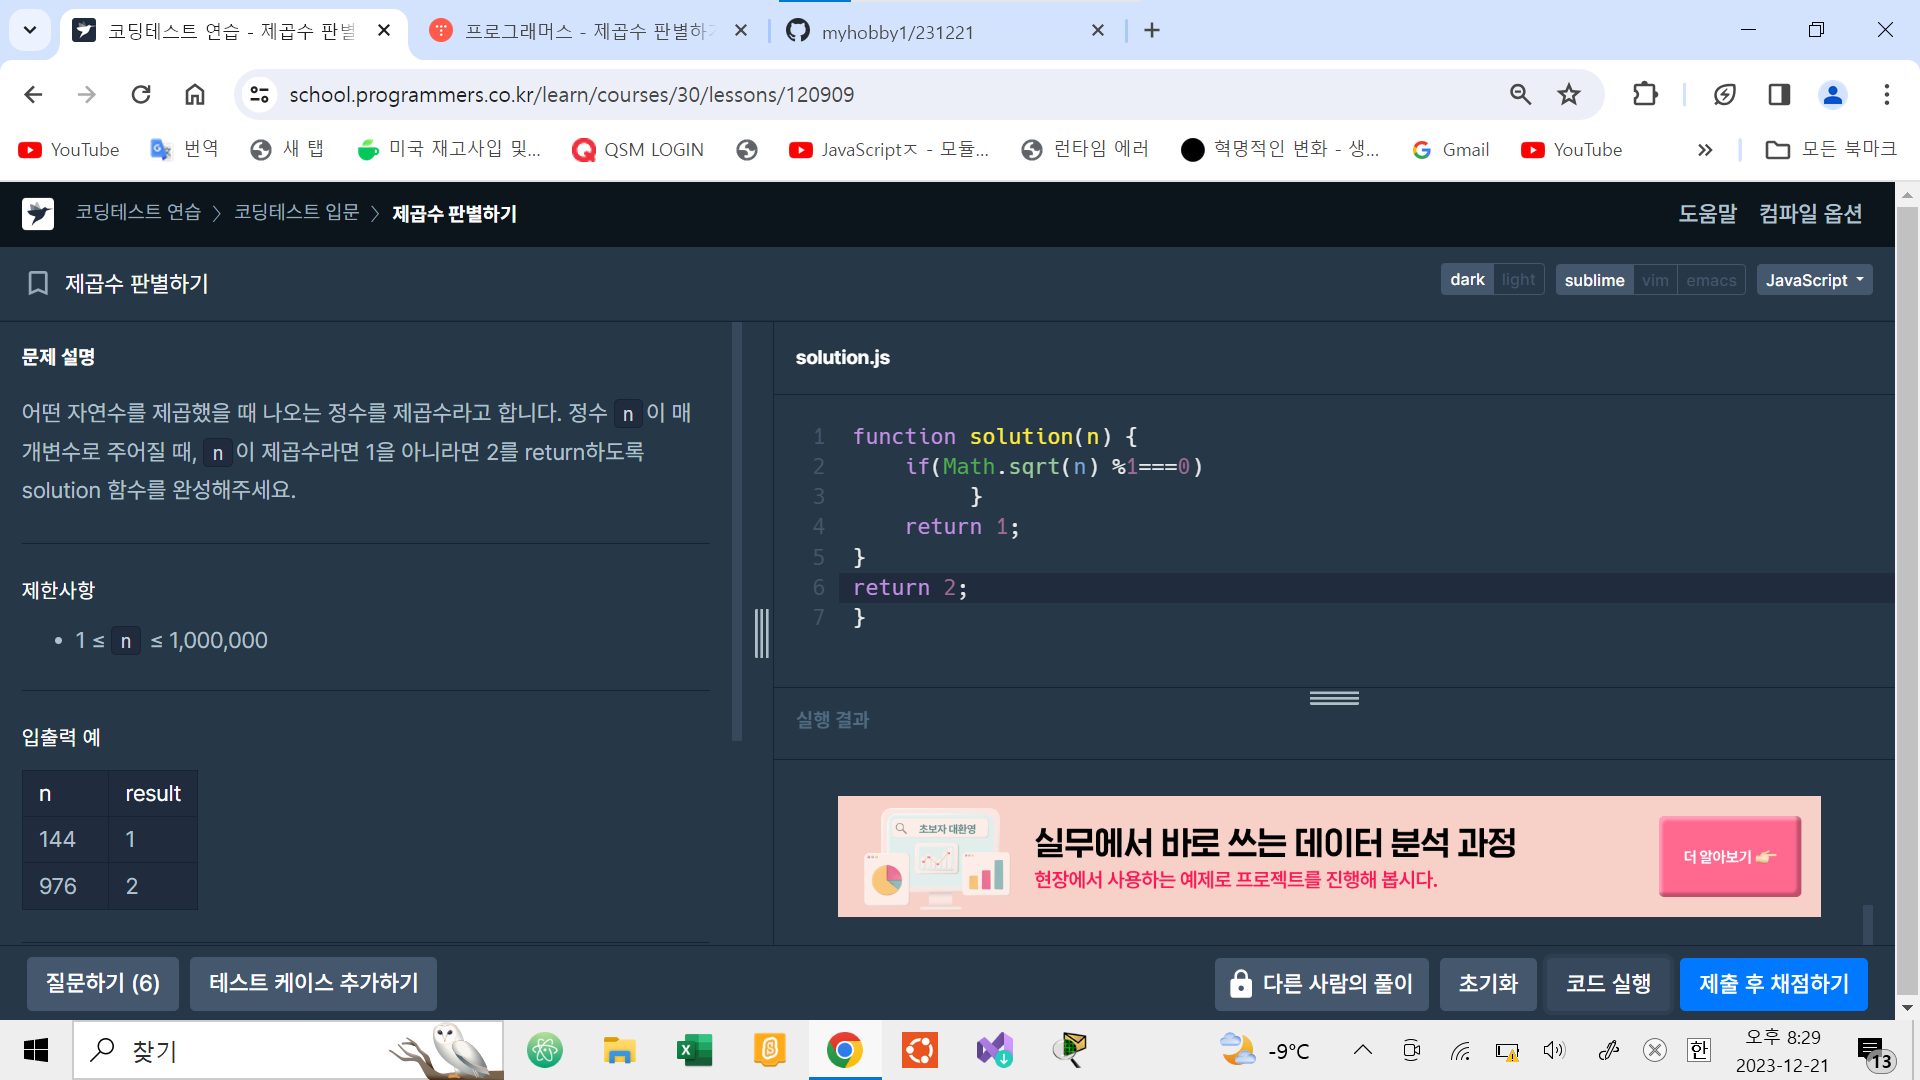 코딩테스트 연습 - 제곱수 판별
프로그래머스 - 제곱수 판별하기
myhobby1/231221
school.programmers.co.kr/learn/courses/30/lessons/120909
YouTube
번역
새 탭
미국 재고사입 및...
QSM LOGIN
JavaScriptㅈ - 모듈...
런타임 에러
혁명적인 변화 - 생...
Gmail
YouTube
모든 북마크
코딩테스트 연습 > 코딩테스트 입문 > 제곱수 판별하기
도움말 컴파일 옵션
제곱수 판별하기
dark light sublime vim emacs JavaScript
문제 설명
어떤 자연수를 제곱했을 때 나오는 정수를 제곱수라고 합니다. 정수 n이 매
개변수로 주어질 때, n이 제곱수라면 1을 아니라면 2를 return하도록
solution 함수를 완성해주세요.
제한사항
• 1 ≤ n ≤ 1,000,000
입출력 예
n result
144 1
976 2
solution.js
1 function solution(n) {
2 if(Math.sqrt(n) %1===0)
3 }
4 return 1;
5 }
6 return 2;
7 }
실행 결과
초보자 대환영
실무에서 바로 쓰는 데이터 분석 과정
현장에서 사용하는 예제로 프로젝트를 진행해 봅시다.
더 알아보기
질문하기 (6)
테스트 케이스 추가하기
다른 사람의 풀이
초기화
코드 실행
제출 후 채점하기
찾기
-9°C
한
오후 8:29
2023-12-21
13